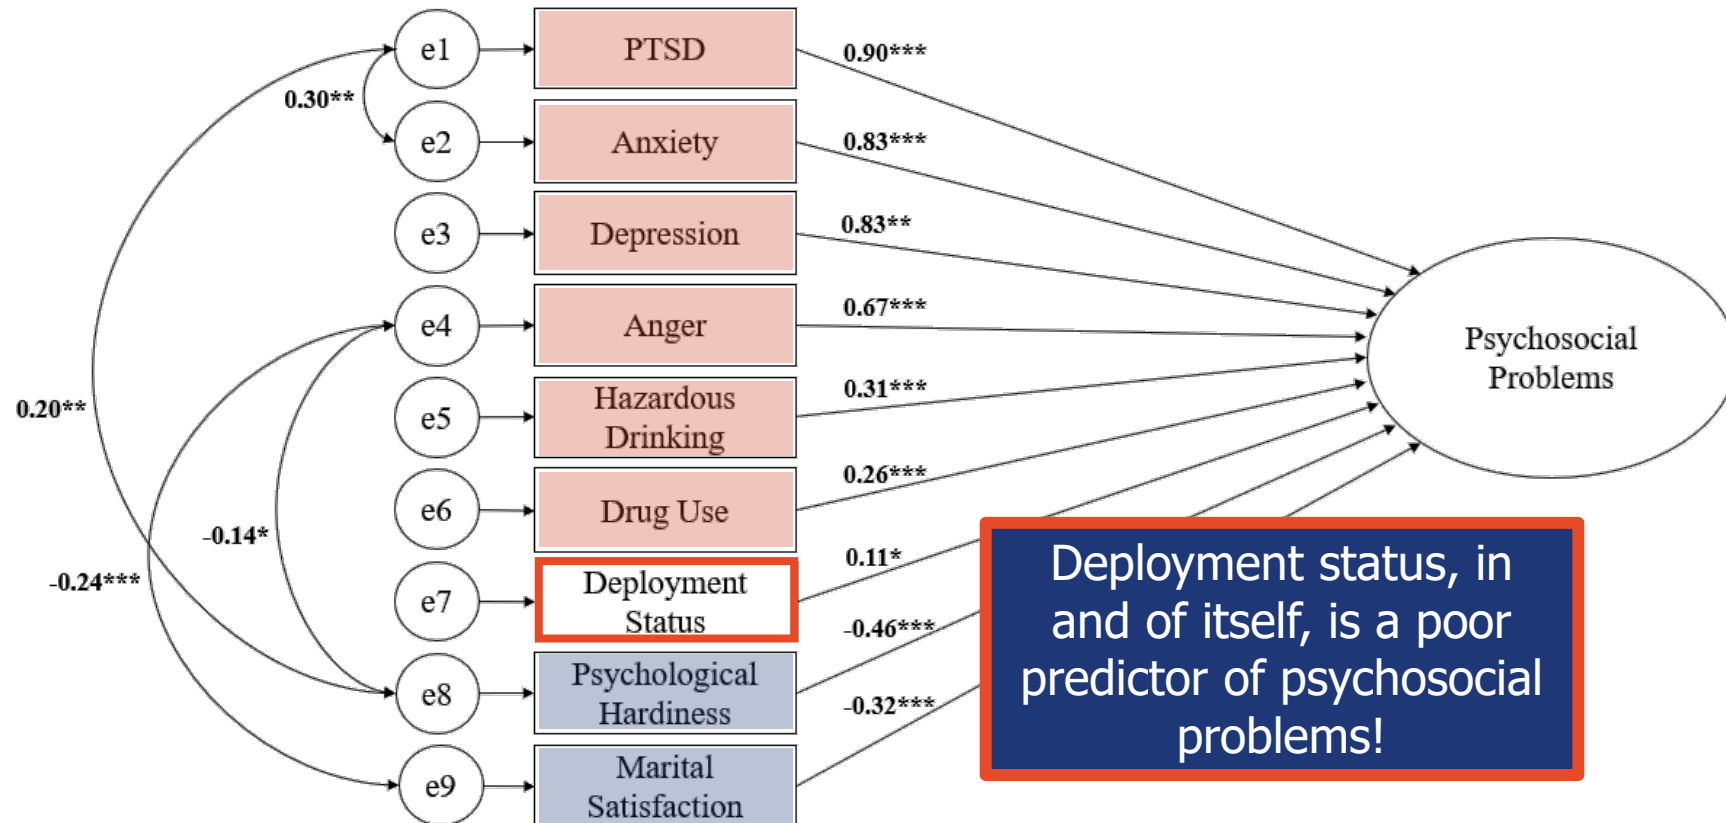 e1
PTSD
0.90***
0.30**
e2
Anxiety
0.83***
e3
Depression
0.83**
e4
Anger
0.67***
Psychosocial
Problems
0.20**
e5
Hazardous
Drinking
0.31***
e6
Drug Use
0.26***
-0.14*
-0.24***
e7
Deployment
Status
0.11*
e8
Psychological
Hardiness
-0.46***
e9
Marital
Satisfaction
-0.32***
Deployment status, in
and of itself, is a poor
predictor of psychosocial
problems!